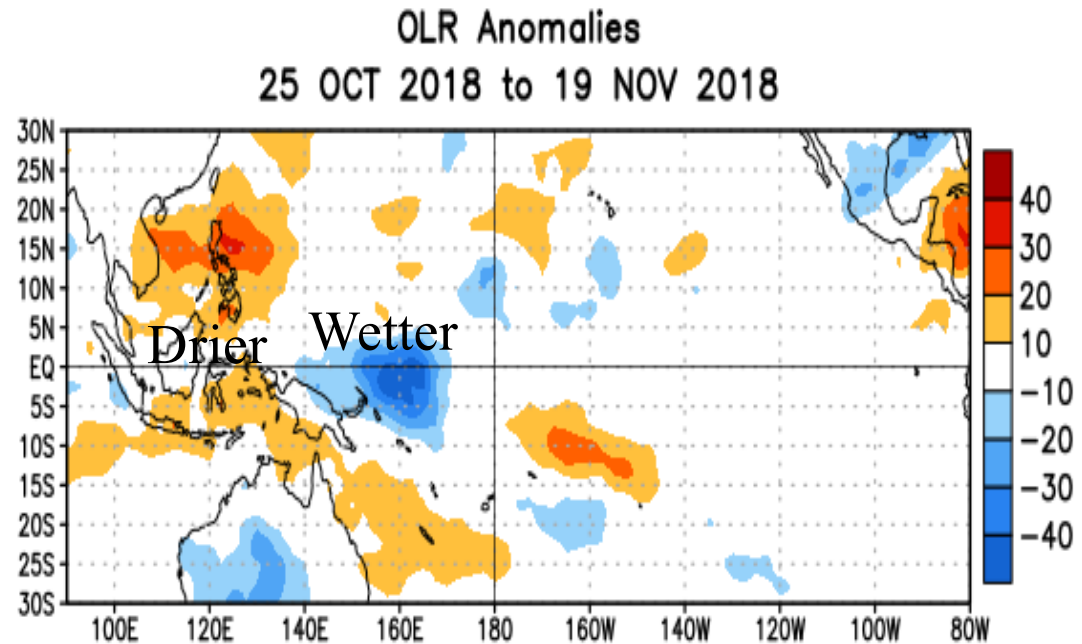 OLR Anomalies
25 OCT 2018 to 19 NOV 2018
30N
25N
20N
15N
10N
5N
EQ
5S
10S
15S
20S
25S
30S
Drier
Wetter
100E 120E 140E 160E 180 160W 140W 120W 100W 80W
40
30
20
10
-10
-20
-30
-40